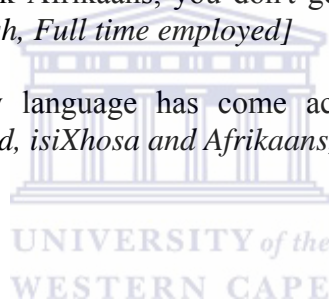 Afrikaans, you don't g
h, Full time employed]
language has come ac
d, isiXhosa and Afrikaans,
UNIVERSITY of the
WESTERN CAPE